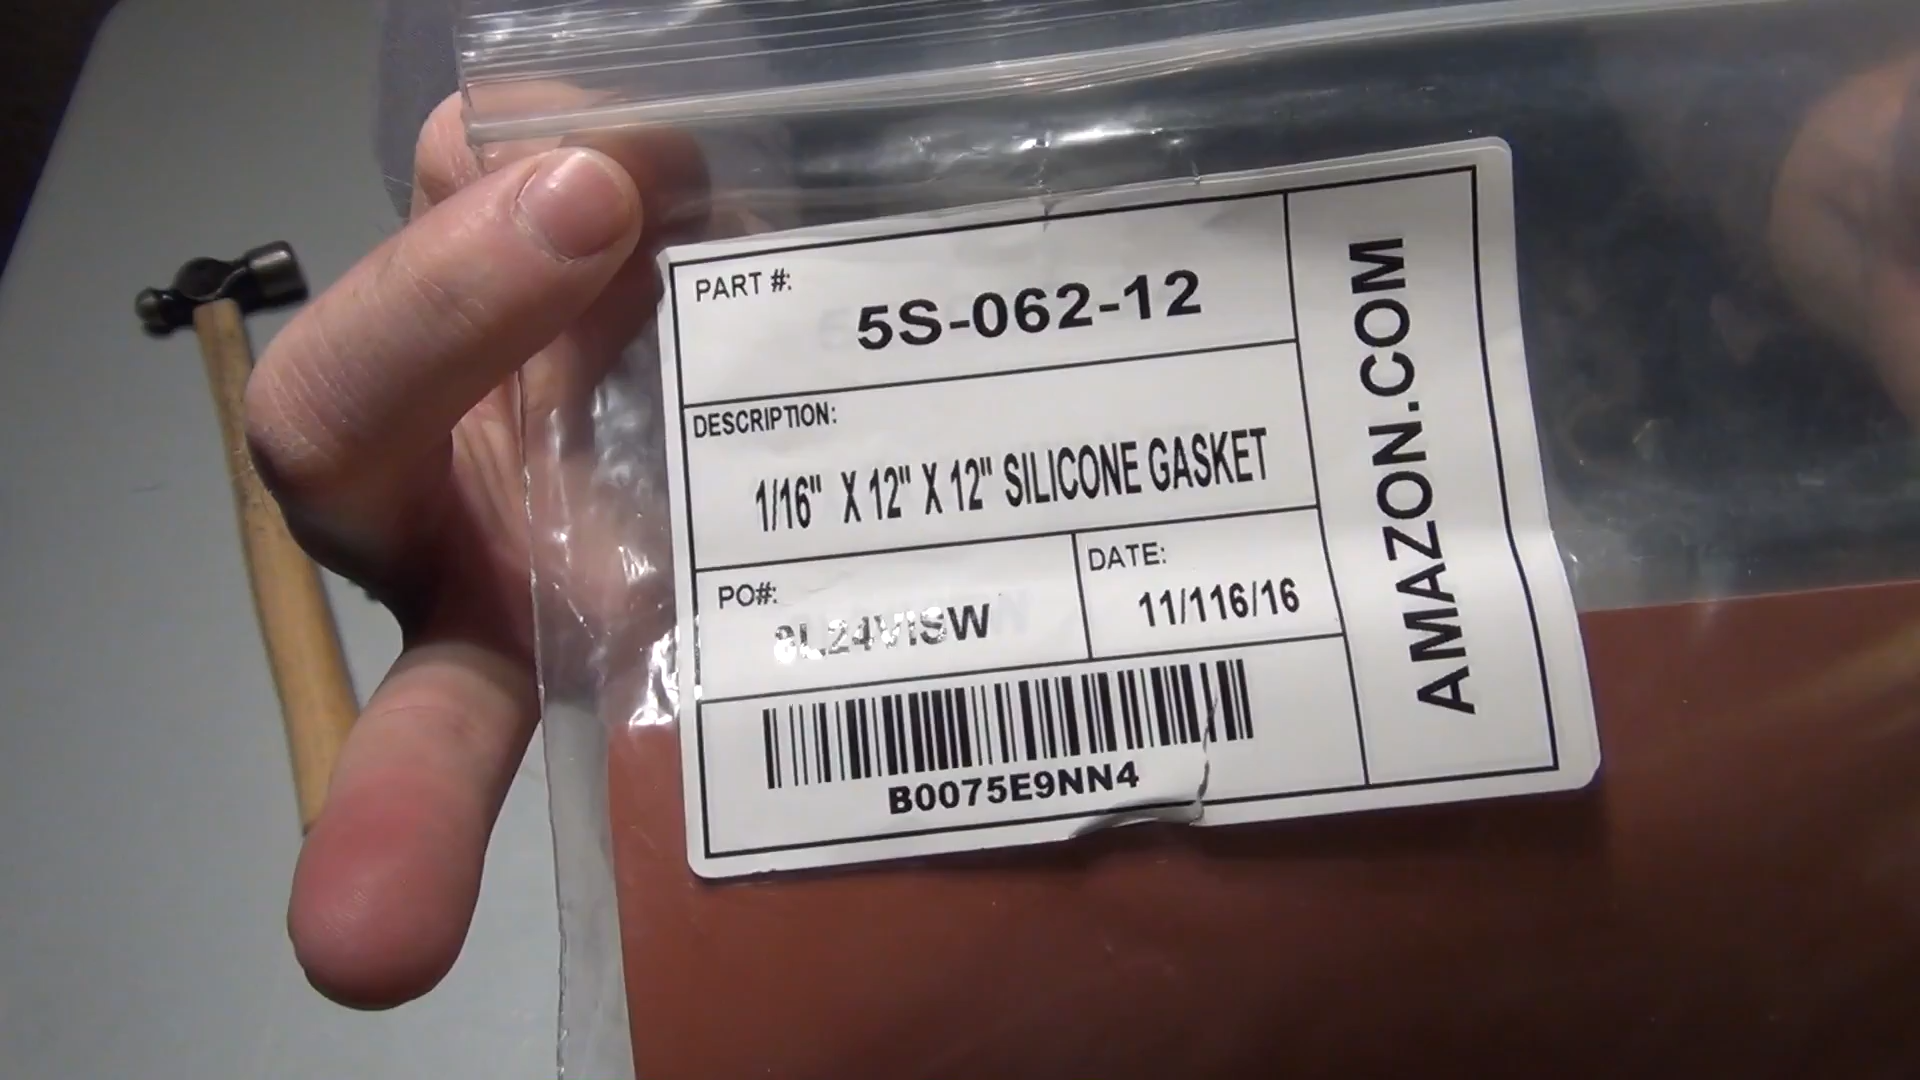 PART #:
5S-062-12
DESCRIPTION:
1/16" X 12" X 12" SILICONE GASKET
PO#:
DATE:
11/116/16
B0075E9NN4
AMAZON.COM